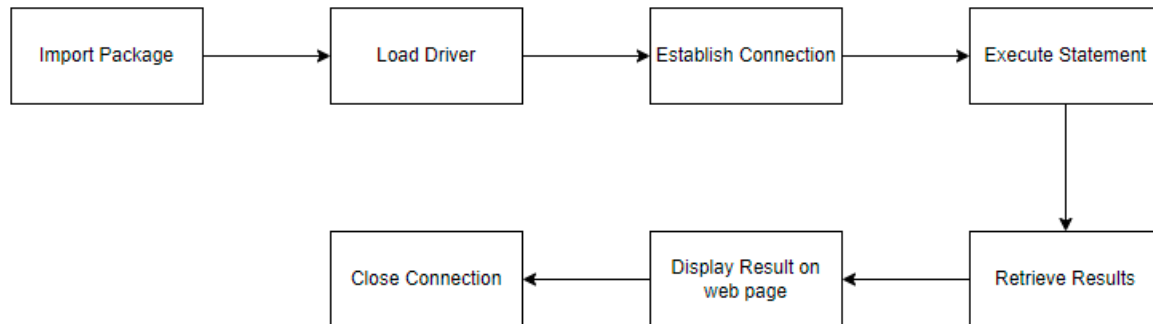 Import Package
Load Driver
Establish Connection
Execute Statement
Retrieve Results
Display Result on
web page
Close Connection